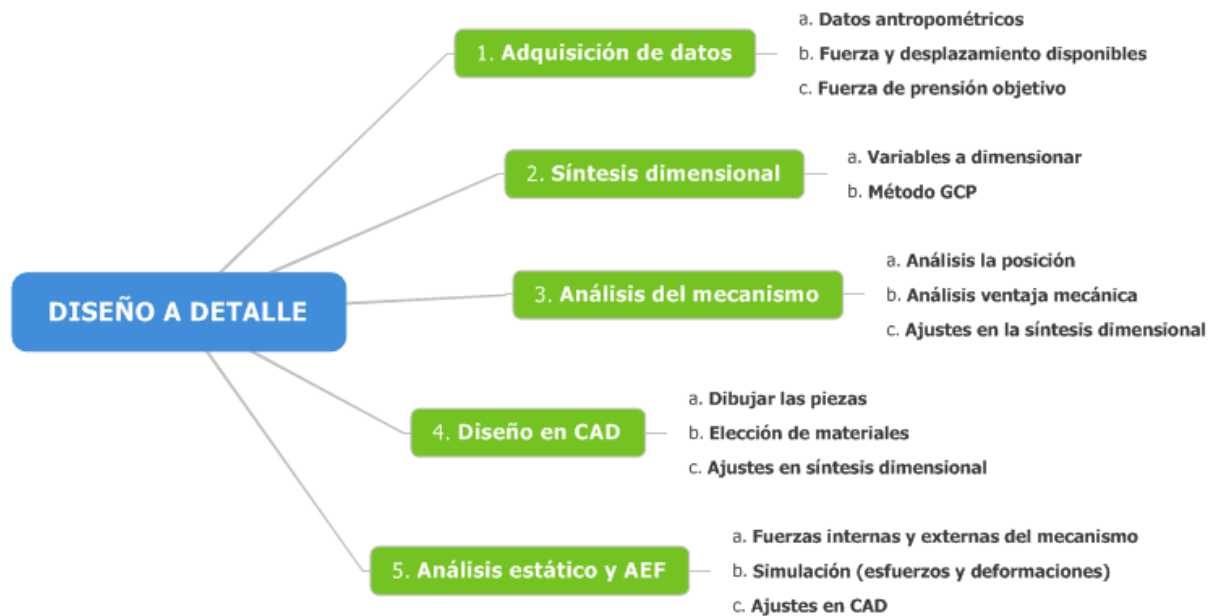 DISEÑO A DETALLE
1. Adquisición de datos
a. Datos antropométricos
b. Fuerza y desplazamiento disponibles
c. Fuerza de prensión objetivo
2. Síntesis dimensional
a. Variables a dimensionar
b. Método GCP
3. Análisis del mecanismo
a. Análisis la posición
b. Análisis ventaja mecánica
c. Ajustes en la síntesis dimensional
4. Diseño en CAD
a. Dibujar las piezas
b. Elección de materiales
c. Ajustes en síntesis dimensional
5. Análisis estático y AEF
a. Fuerzas internas y externas del mecanismo
b. Simulación (esfuerzos y deformaciones)
c. Ajustes en CAD